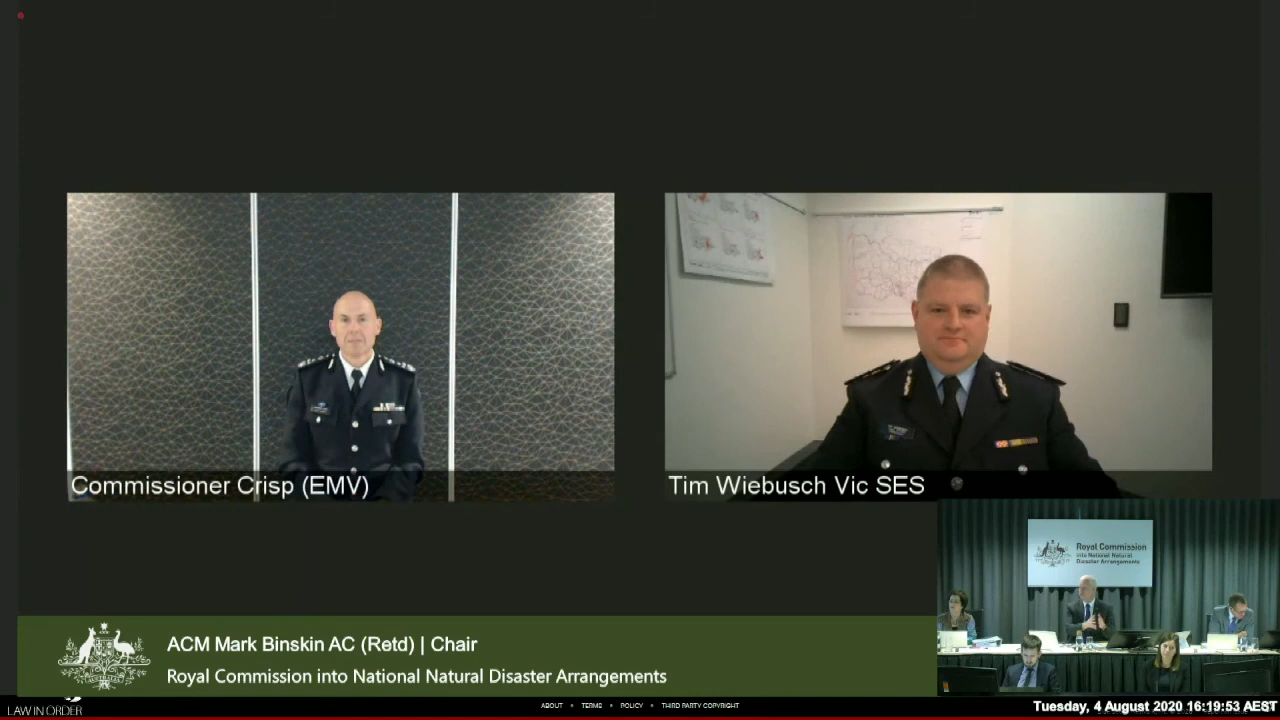 Commissioner Crisp (EMV)
Tim Wiebusch Vic SES
Royal Commission
into National Natural
Disaster Arrangements
ACM Mark Binskin AC (Retd) | Chair
Royal Commission into National Natural Disaster Arrangements
LAW IN ORDER
ABOUT • TERMS • POLICY • THIRD PARTY COPYRIGHT
Tuesday, 4 August 2020 16:19:53 AEST